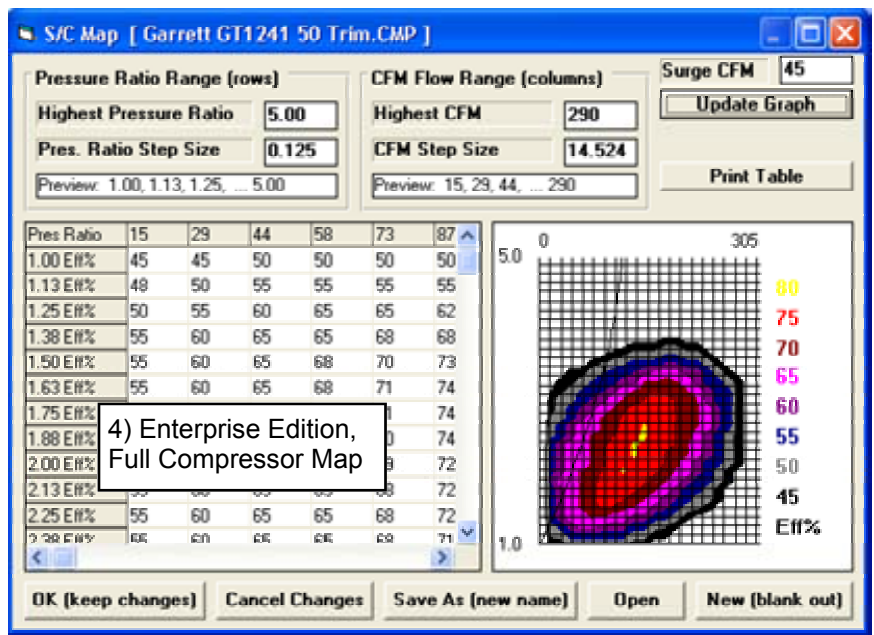 S/C Map [ Garrett GT1241 50 Trim.CMP ]
Pressure Ratio Range (rows)
Highest Pressure Ratio 5.00
Pres. Ratio Step Size 0.125
Preview: 1.00, 1.13, 1.25, ... 5.00
CFM Flow Range (columns)
Highest CFM 290
CFM Step Size 14.524
Preview: 15, 29, 44, ... 290
Surge CFM 45
Update Graph
Print Table
Pres Ratio 15 29 44 58 73 87
1.00 Eff% 45 45 50 50 50 50
1.13 Eff% 48 50 55 55 55 55
1.25 Eff% 50 55 60 65 65 62
1.38 Eff% 55 60 65 65 68 68
1.50 Eff% 55 60 65 68 70 73
1.63 Eff% 55 60 65 68 71 74
1.75 Eff% 74
1.88 Eff% 74
2.00 Eff% 72
2.13 Eff% 72
2.25 Eff% 55 60 65 65 68 72
2.38 Eff% 55 60 65 65 68 71
4) Enterprise Edition,
Full Compressor Map
0 305
5.0
1.0
80
75
70
65
60
55
50
45
Eff%
OK (keep changes) Cancel Changes Save As (new name) Open New (blank out)